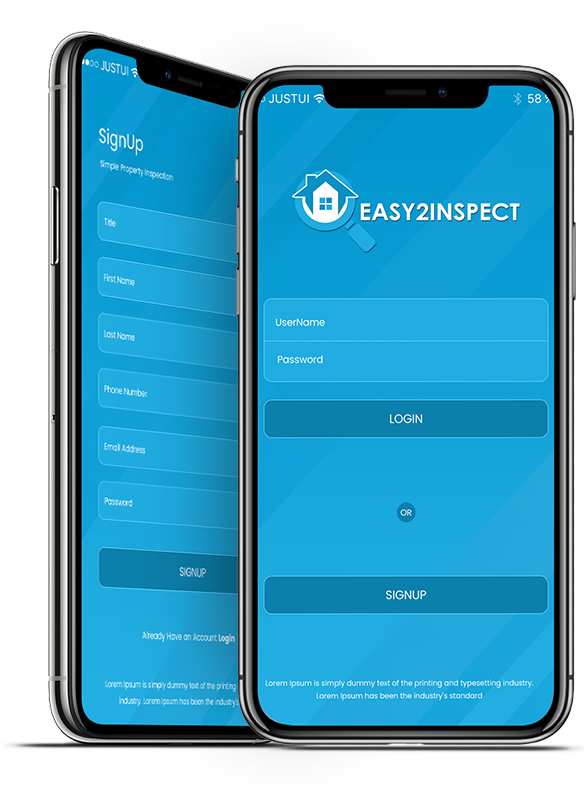 JUSTUI
SignUp
Simple Property Inspection
Title
First Name
Last Name
Phone Number
Email Address
Password
SIGNUP
Already Have an Account Login
Lorem Ipsum is simply dummy text of the printing
industry. Lorem Ipsum has been the industry's
JUSTUI
58
EASY2INSPECT
UserName
Password
LOGIN
OR
SIGNUP
Lorem Ipsum is simply dummy text of the printing and typesetting industry.
Lorem Ipsum has been the industry's standard